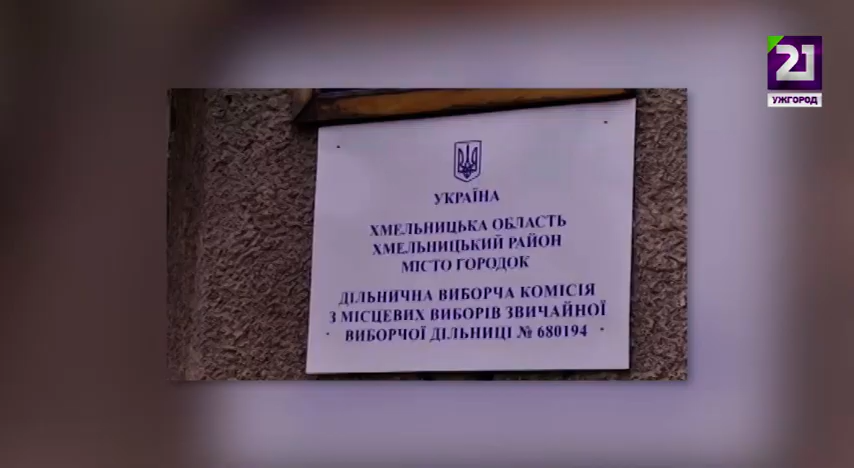 21
УЖГОРОД
УКРАЇНА
ХМЕЛЬНИЦЬКА ОБЛАСТЬ
ХМЕЛЬНИЦЬКИЙ РАЙОН
МІСТО ГОРОДОК
ДІЛЬНИЧНА ВИБОРЧА КОМІСІЯ
З МІСЦЕВИХ ВИБОРІВ ЗВИЧАЙНОЇ
ВИБОРЧОЇ ДІЛЬНИЦІ № 680194